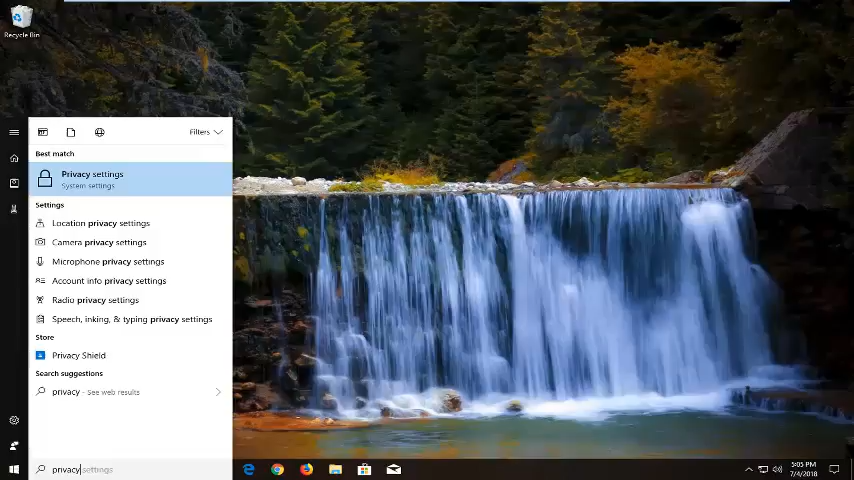 Recycle Bin
Filters
Best match
Privacy settings
System settings
Settings
Location privacy settings
Camera privacy settings
Microphone privacy settings
Account info privacy settings
Radio privacy settings
Speech, inking, & typing privacy settings
Store
Privacy Shield
Search suggestions
privacy - See web results
privacy settings
5:05 PM
7/4/2018